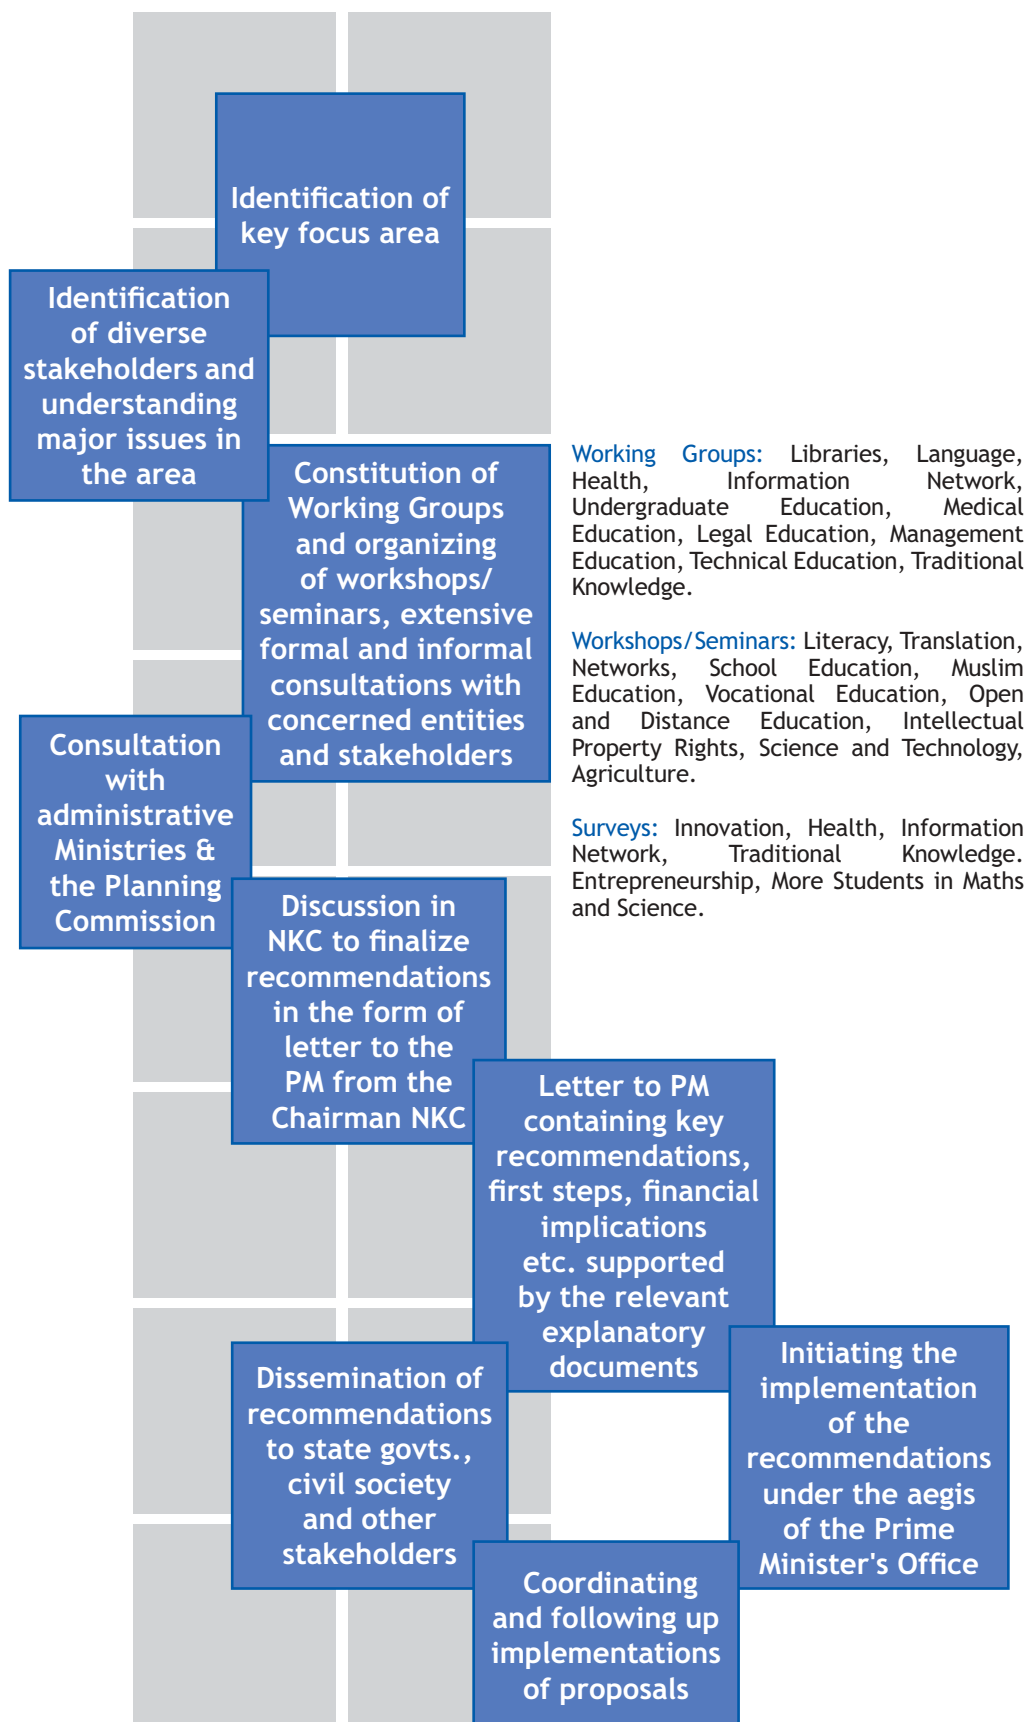 Identification of
key focus area
Identification
of diverse
stakeholders and
understanding
major issues in
the area
Constitution of
Working Groups
and organizing
of workshops/
seminars, extensive
formal and informal
consultations with
concerned entities
and stakeholders
Working Groups: Libraries, Language,
Health, Information Network,
Undergraduate Education, Medical
Education, Legal Education, Management
Education, Technical Education, Traditional
Knowledge.
Workshops/Seminars: Literacy, Translation,
Networks, School Education, Muslim
Education, Vocational Education, Open
and Distance Education, Intellectual
Property Rights, Science and Technology,
Agriculture.
Surveys: Innovation, Health, Information
Network, Traditional Knowledge.
Entrepreneurship, More Students in Maths
and Science.
Consultation
with
administrative
Ministries &
the Planning
Commission
Discussion in
NKC to finalize
recommendations
in the form of
letter to the
PM from the
Chairman NKC
Letter to PM
containing key
recommendations,
first steps, financial
implications
etc. supported
by the relevant
explanatory
documents
Initiating the
implementation
of the
recommendations
under the aegis
of the Prime
Minister's Office
Dissemination of
recommendations
to state govts.,
civil society
and other
stakeholders
Coordinating
and following up
implementations
of proposals